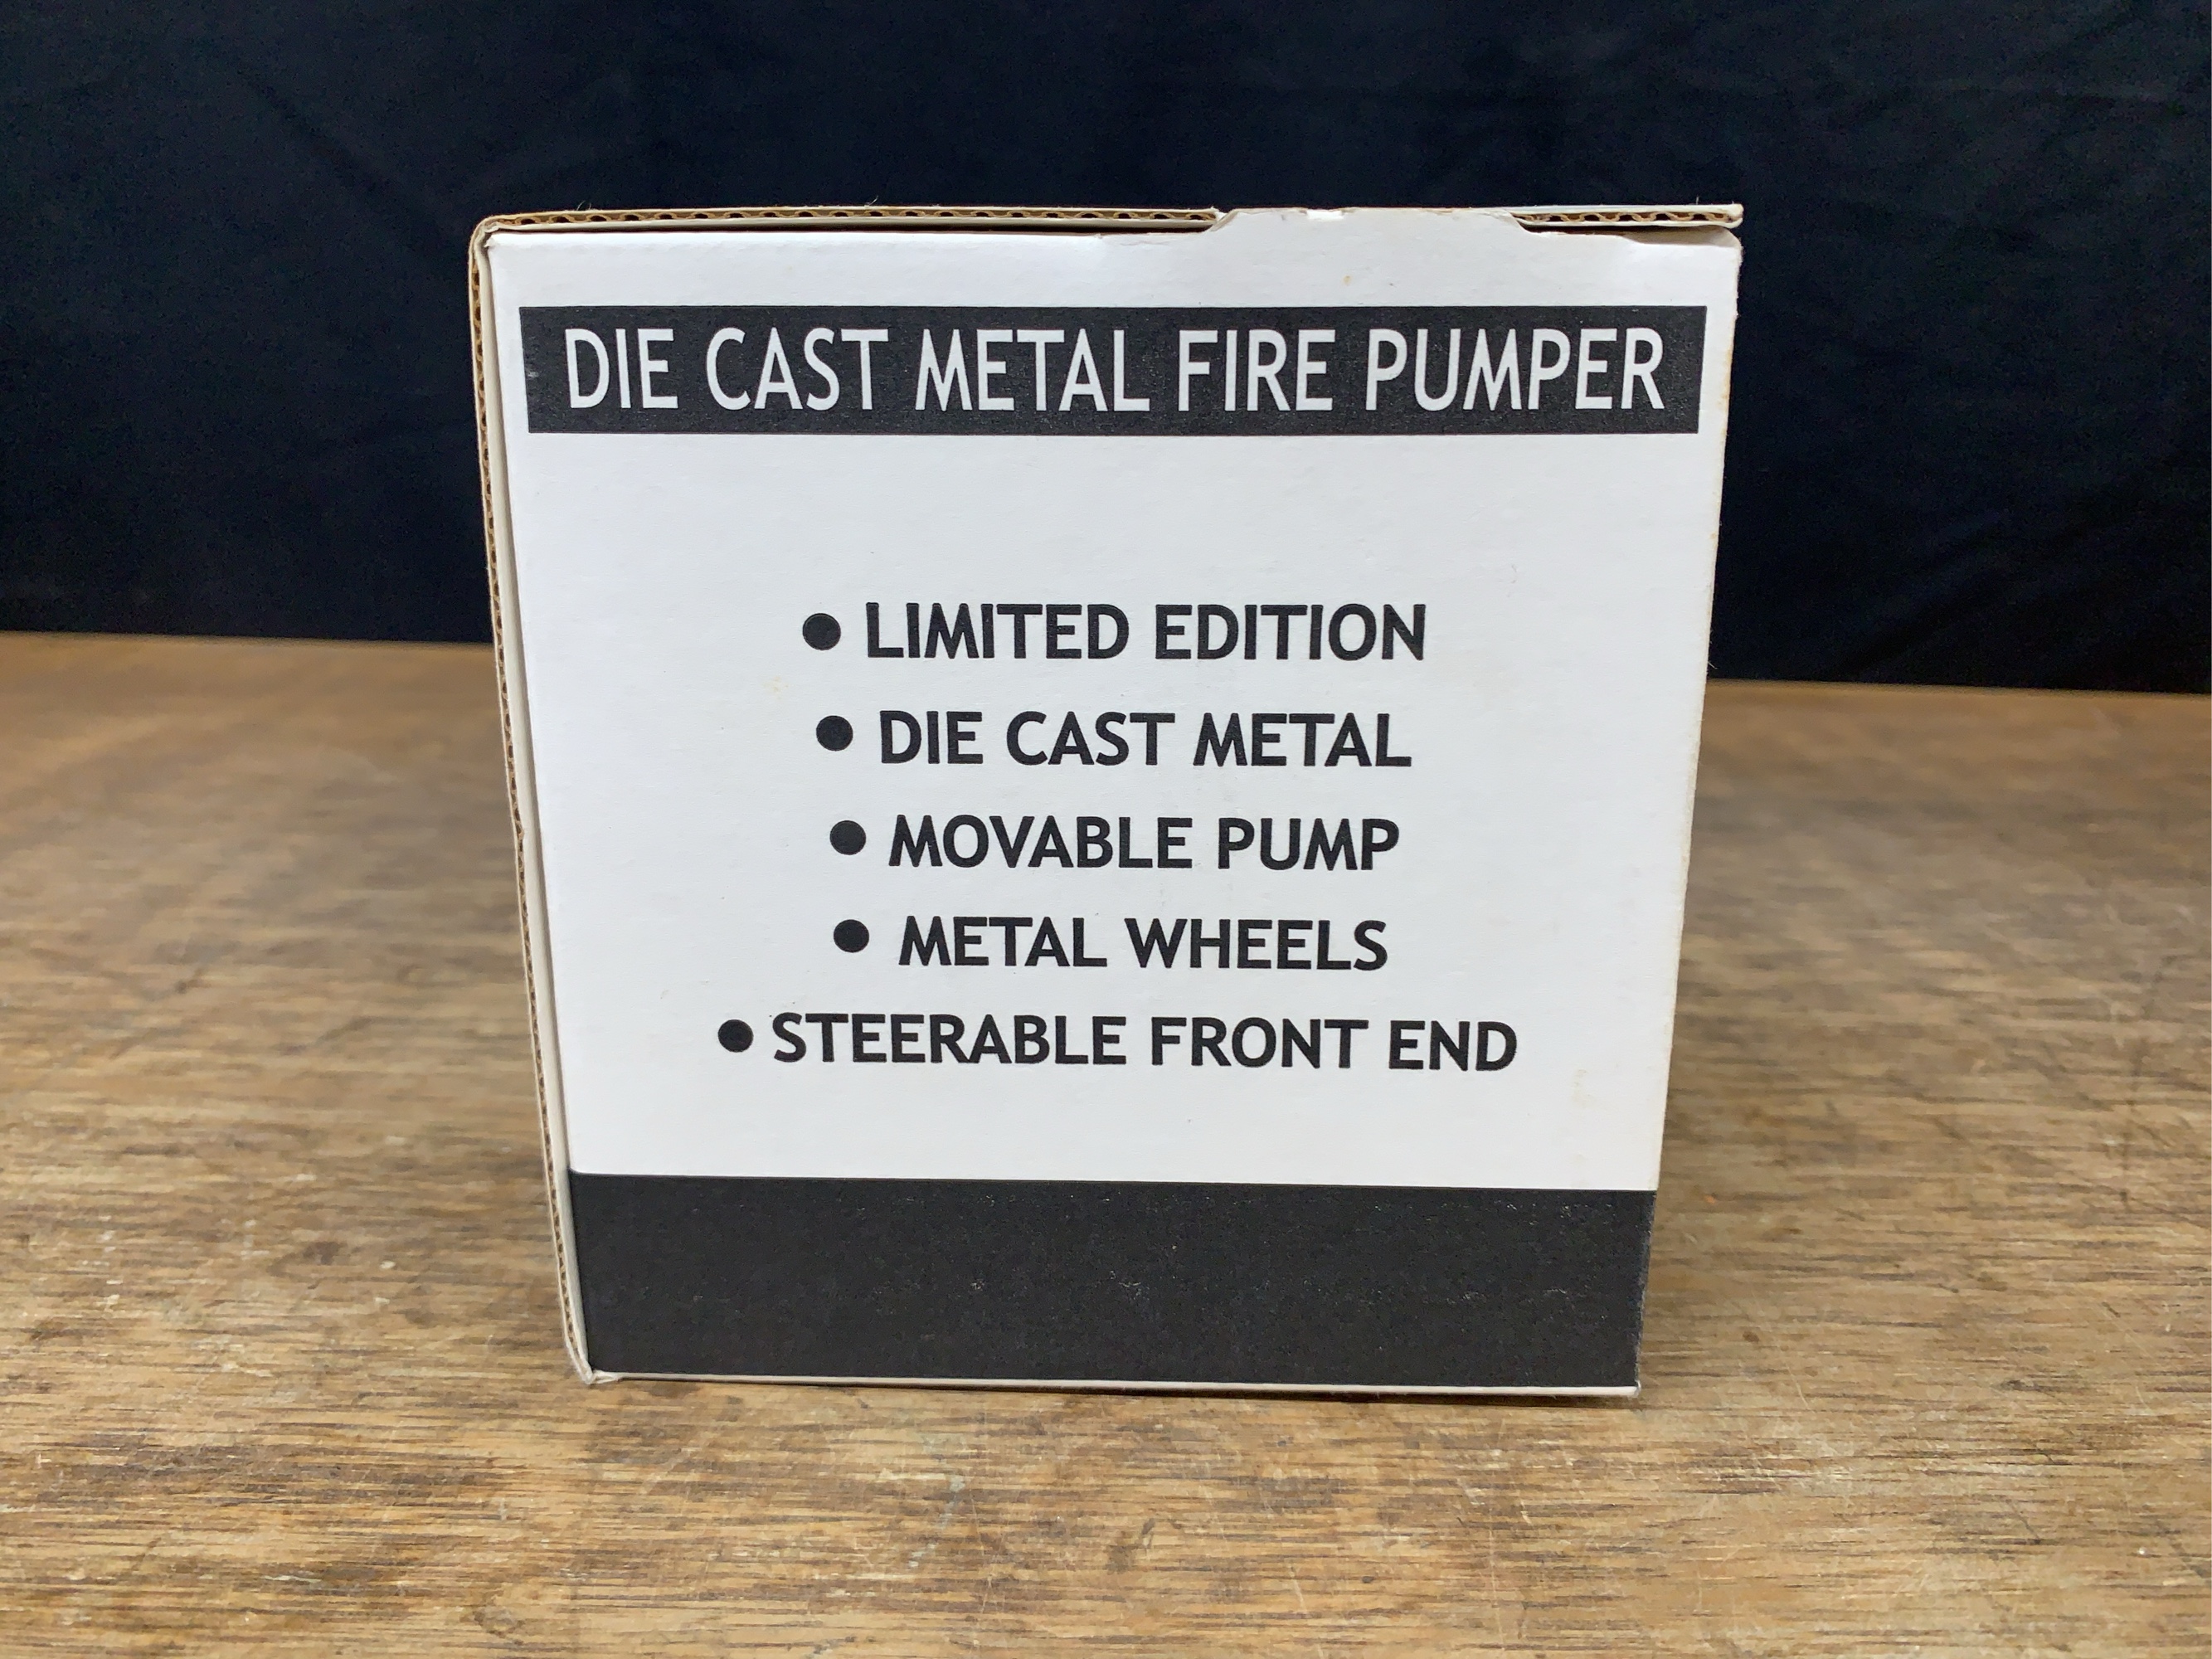 DIE CAST METAL FIRE PUMPER
• LIMITED EDITION
• DIE CAST METAL
• MOVABLE PUMP
• METAL WHEELS
• STEERABLE FRONT END